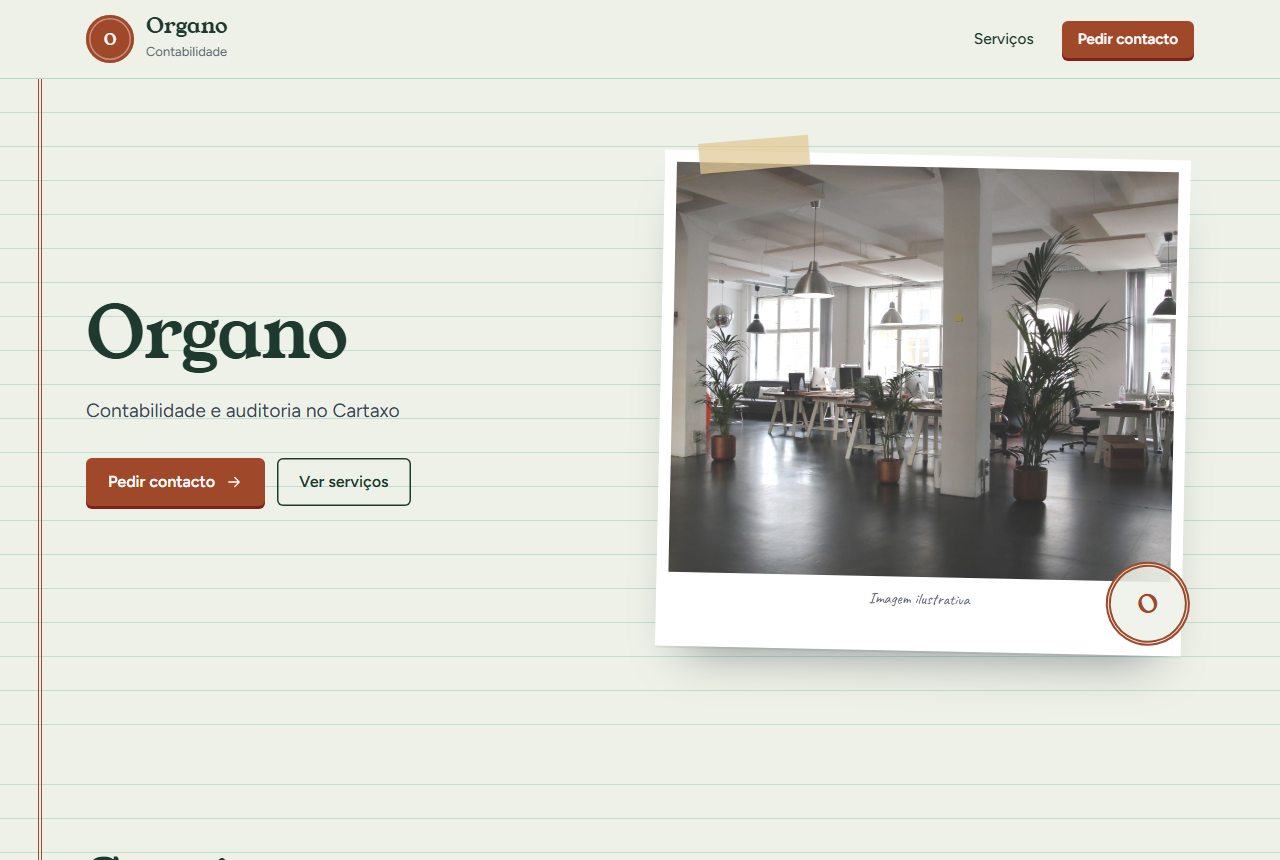 O
Organo
Contabilidade
Serviços
Pedir contacto
Organo
Contabilidade e auditoria no Cartaxo
Pedir contacto →
Ver serviços
Imagem ilustrativa
O